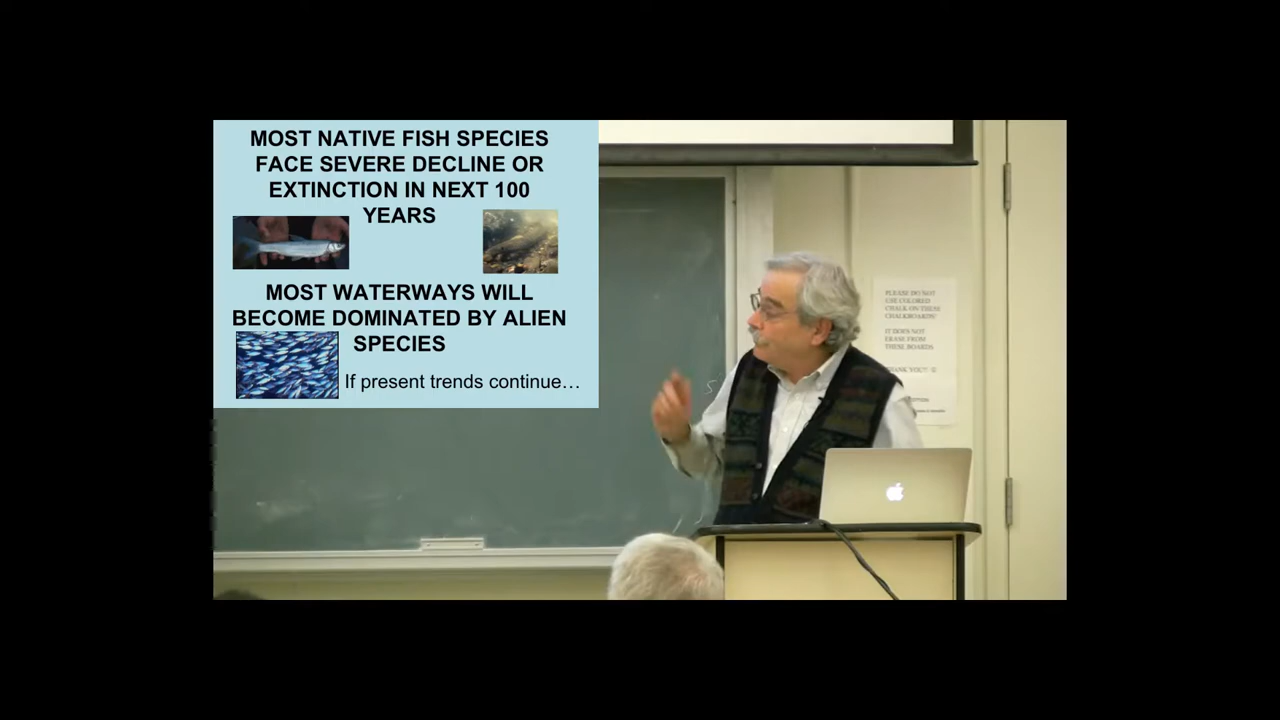 MOST NATIVE FISH SPECIES
FACE SEVERE DECLINE OR
EXTINCTION IN NEXT 100
YEARS
MOST WATERWAYS WILL
BECOME DOMINATED BY ALIEN
SPECIES
If present trends continue…
PLEASE DO NOT
USE COLORED
CHALK ON THESE
CHALKBOARDS!
IT DOES NOT
ERASE FROM
THESE BOARDS
THANK YOU!! ☺